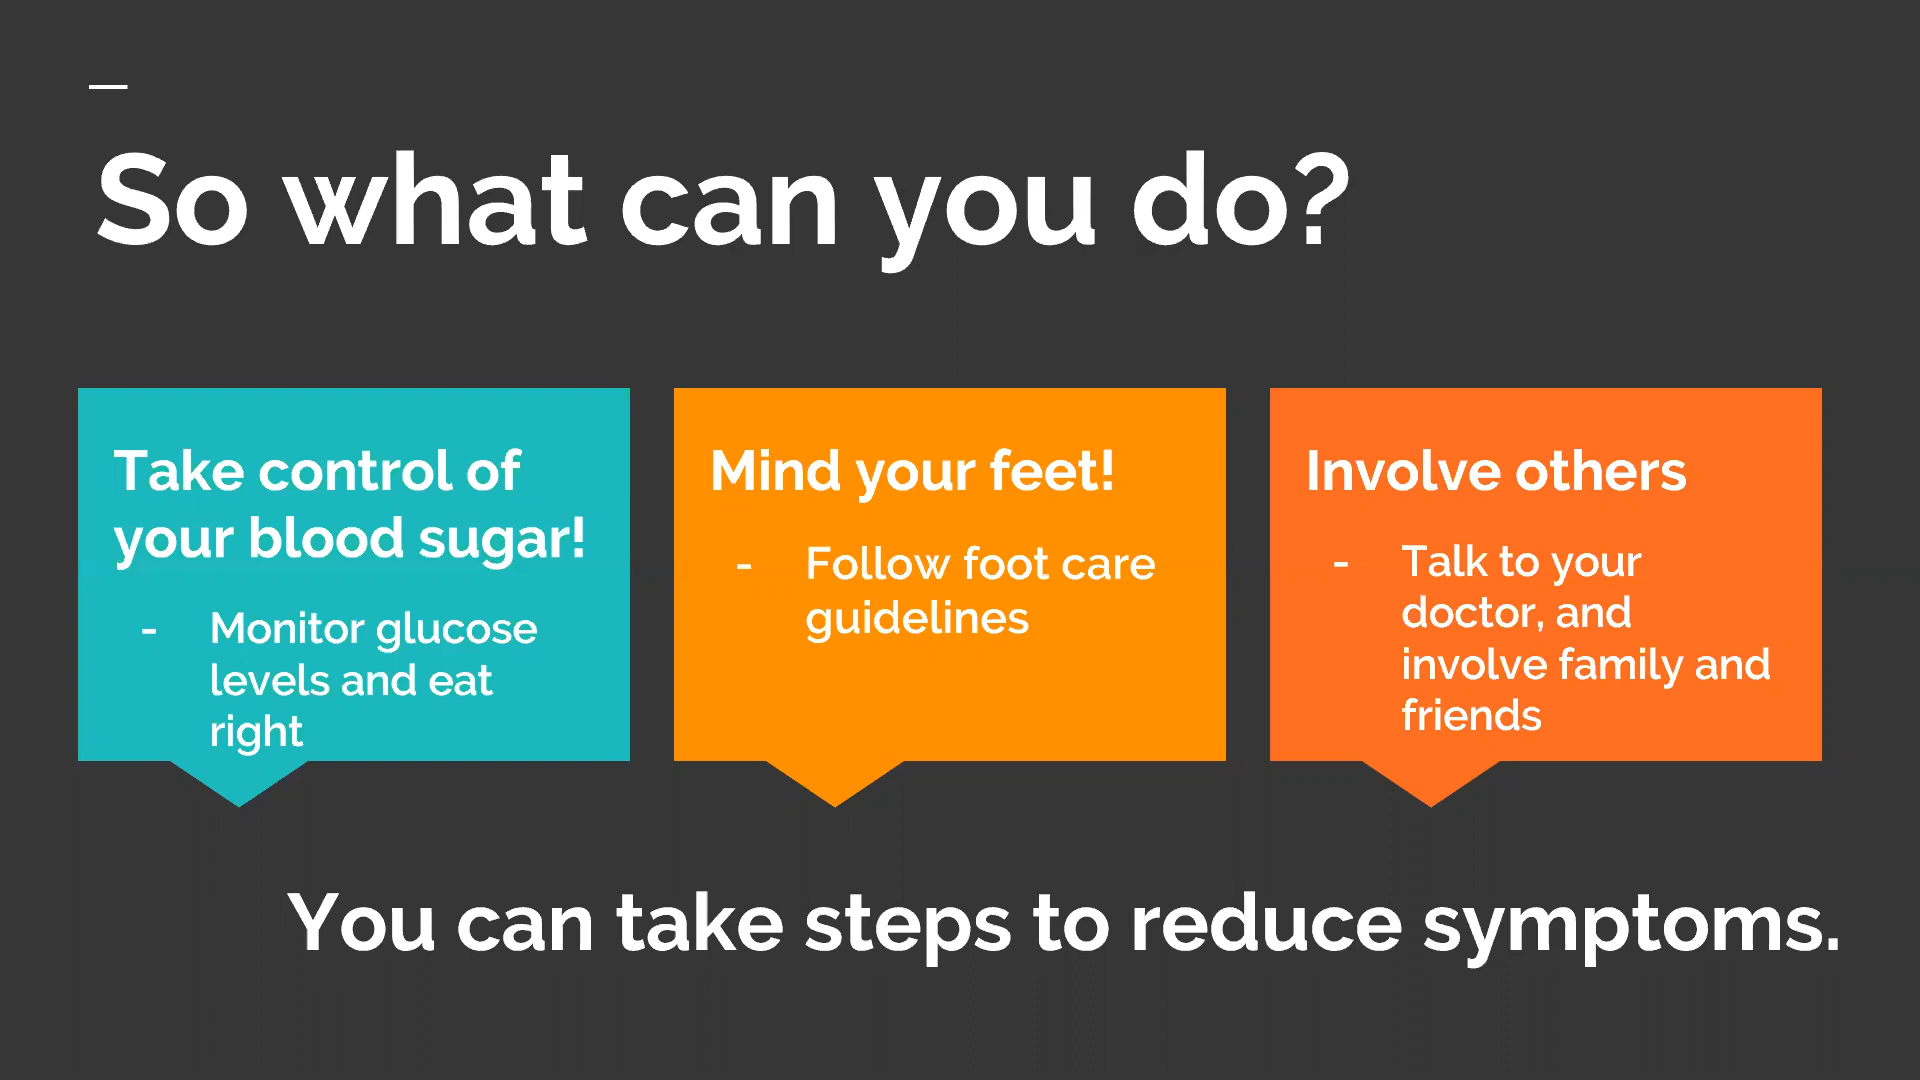 So what can you do?
Take control of
your blood sugar!
- Monitor glucose
levels and eat
right
Mind your feet!
- Follow foot care
guidelines
Involve others
- Talk to your
doctor, and
involve family and
friends
You can take steps to reduce symptoms.